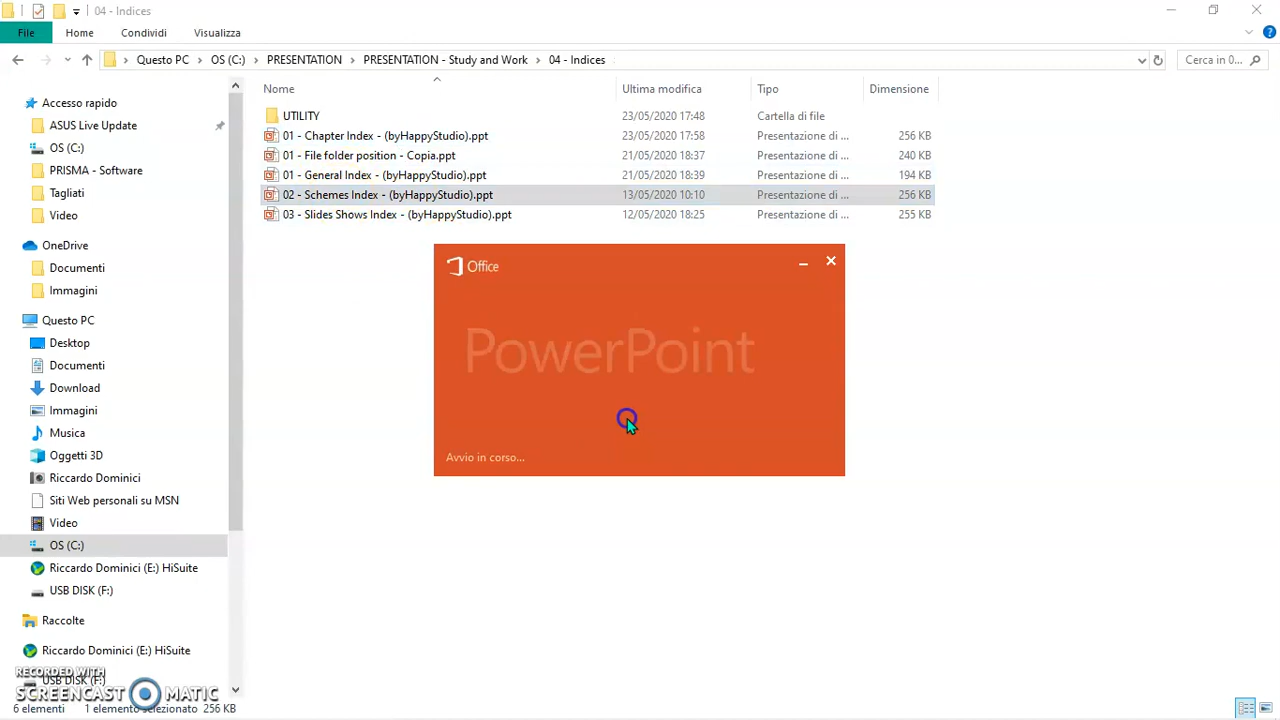 04 - Indices
File Home Condividi Visualizza
Questo PC OS (C:) PRESENTATION PRESENTATION - Study and Work 04 - Indices Cerca in 0...
Nome Ultima modifica Tipo Dimensione
UTILITY 23/05/2020 17:48 Cartella di file
01 - Chapter Index - (byHappyStudio).ppt 23/05/2020 17:58 Presentazione di ... 256 KB
01 - File folder position - Copia.ppt 21/05/2020 18:37 Presentazione di ... 240 KB
01 - General Index - (byHappyStudio).ppt 21/05/2020 18:39 Presentazione di ... 194 KB
02 - Schemes Index - (byHappyStudio).ppt 13/05/2020 10:10 Presentazione di ... 256 KB
03 - Slides Shows Index - (byHappyStudio).ppt 12/05/2020 18:25 Presentazione di ... 255 KB
Accesso rapido
ASUS Live Update
OS (C:)
PRISMA - Software
Tagliati
Video
OneDrive
Documenti
Immagini
Questo PC
Desktop
Documenti
Download
Immagini
Musica
Oggetti 3D
Riccardo Dominici
Siti Web personali su MSN
Video
OS (C:)
Riccardo Dominici (E:) HiSuite
USB DISK (F:)
Raccolte
Riccardo Dominici (E:) HiSuite
USB DISK (F:)
Office
PowerPoint
Avvio in corso...
RECORDED WITH
SCREENCAST MATIC
6 elementi 1 elemento selezionato 256 KB